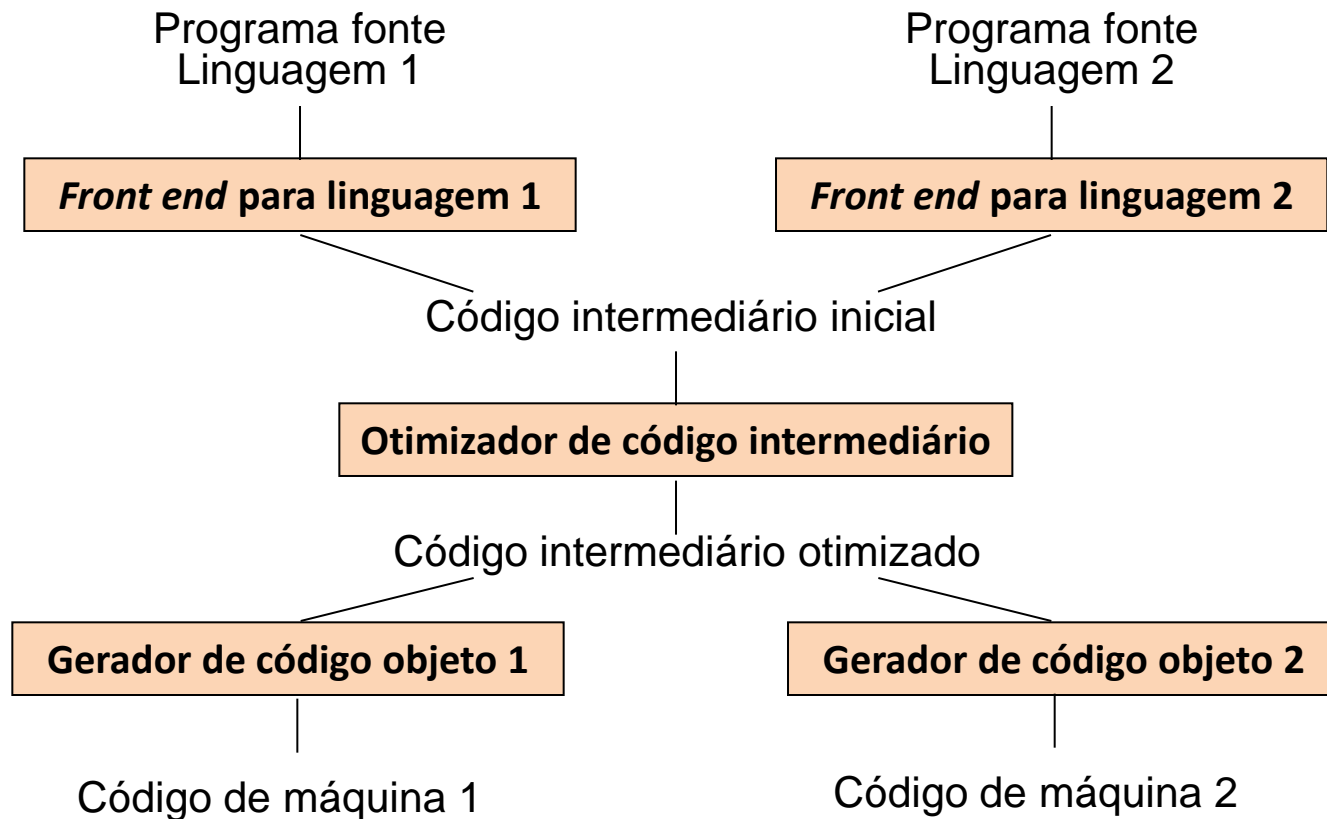 Programa fonte
Linguagem 1
Programa fonte
Linguagem 2
Front end para linguagem 1
Front end para linguagem 2
Código intermediário inicial
Otimizador de código intermediário
Código intermediário otimizado
Gerador de código objeto 1
Gerador de código objeto 2
Código de máquina 1
Código de máquina 2